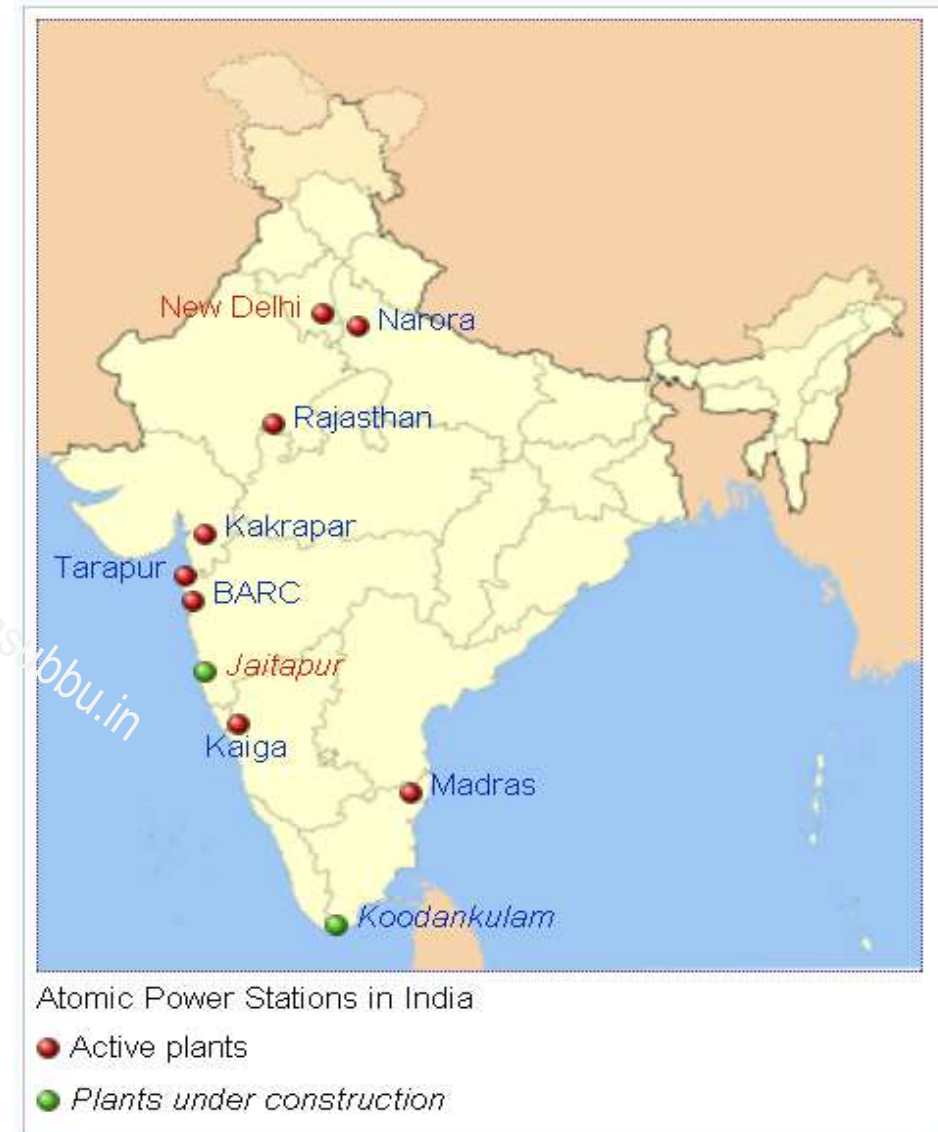 New Delhi
Narora
Rajasthan
Kakrapar
Tarapur
BARC
Jaitapur
Kaiga
Madras
Koodankulam
Atomic Power Stations in India
Active plants
Plants under construction